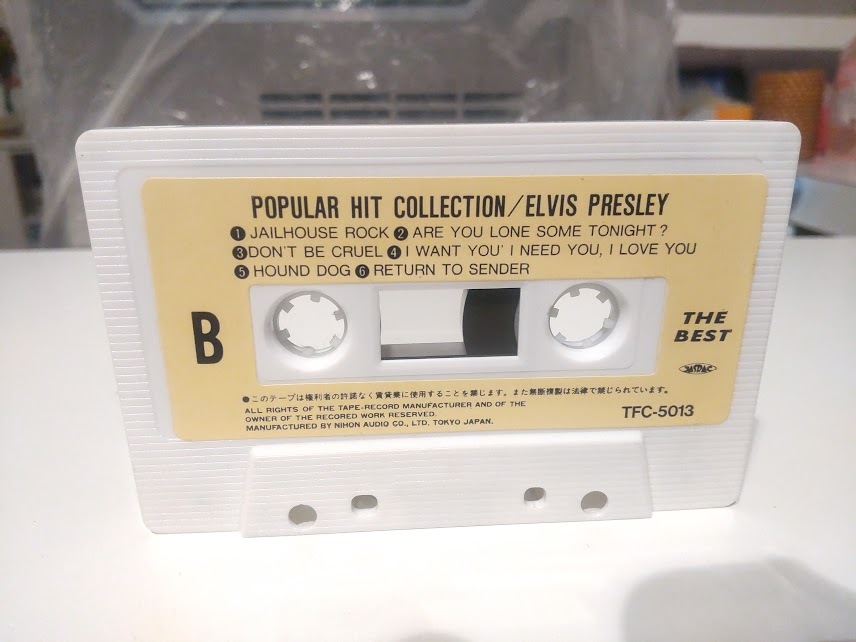 POPULAR HIT COLLECTION/ELVIS PRESLEY
❶ JAILHOUSE ROCK ❷ ARE YOU LONE SOME TONIGHT?
❸ DON'T BE CRUEL ❹ I WANT YOU' I NEED YOU, I LOVE YOU
❺ HOUND DOG ❻ RETURN TO SENDER
B
THE
BEST
JASRAC
●このテープは権利者の許諾なく賃貸業に使用することを禁じます。また無断複製は法律で禁じられています。
ALL RIGHTS OF THE TAPE-RECORD MANUFACTURER AND OF THE
OWNER OF THE RECORED WORK RESERVED.
MANUFACTURED BY NIHON AUDIO CO., LTD. TOKYO JAPAN.
TFC-5013